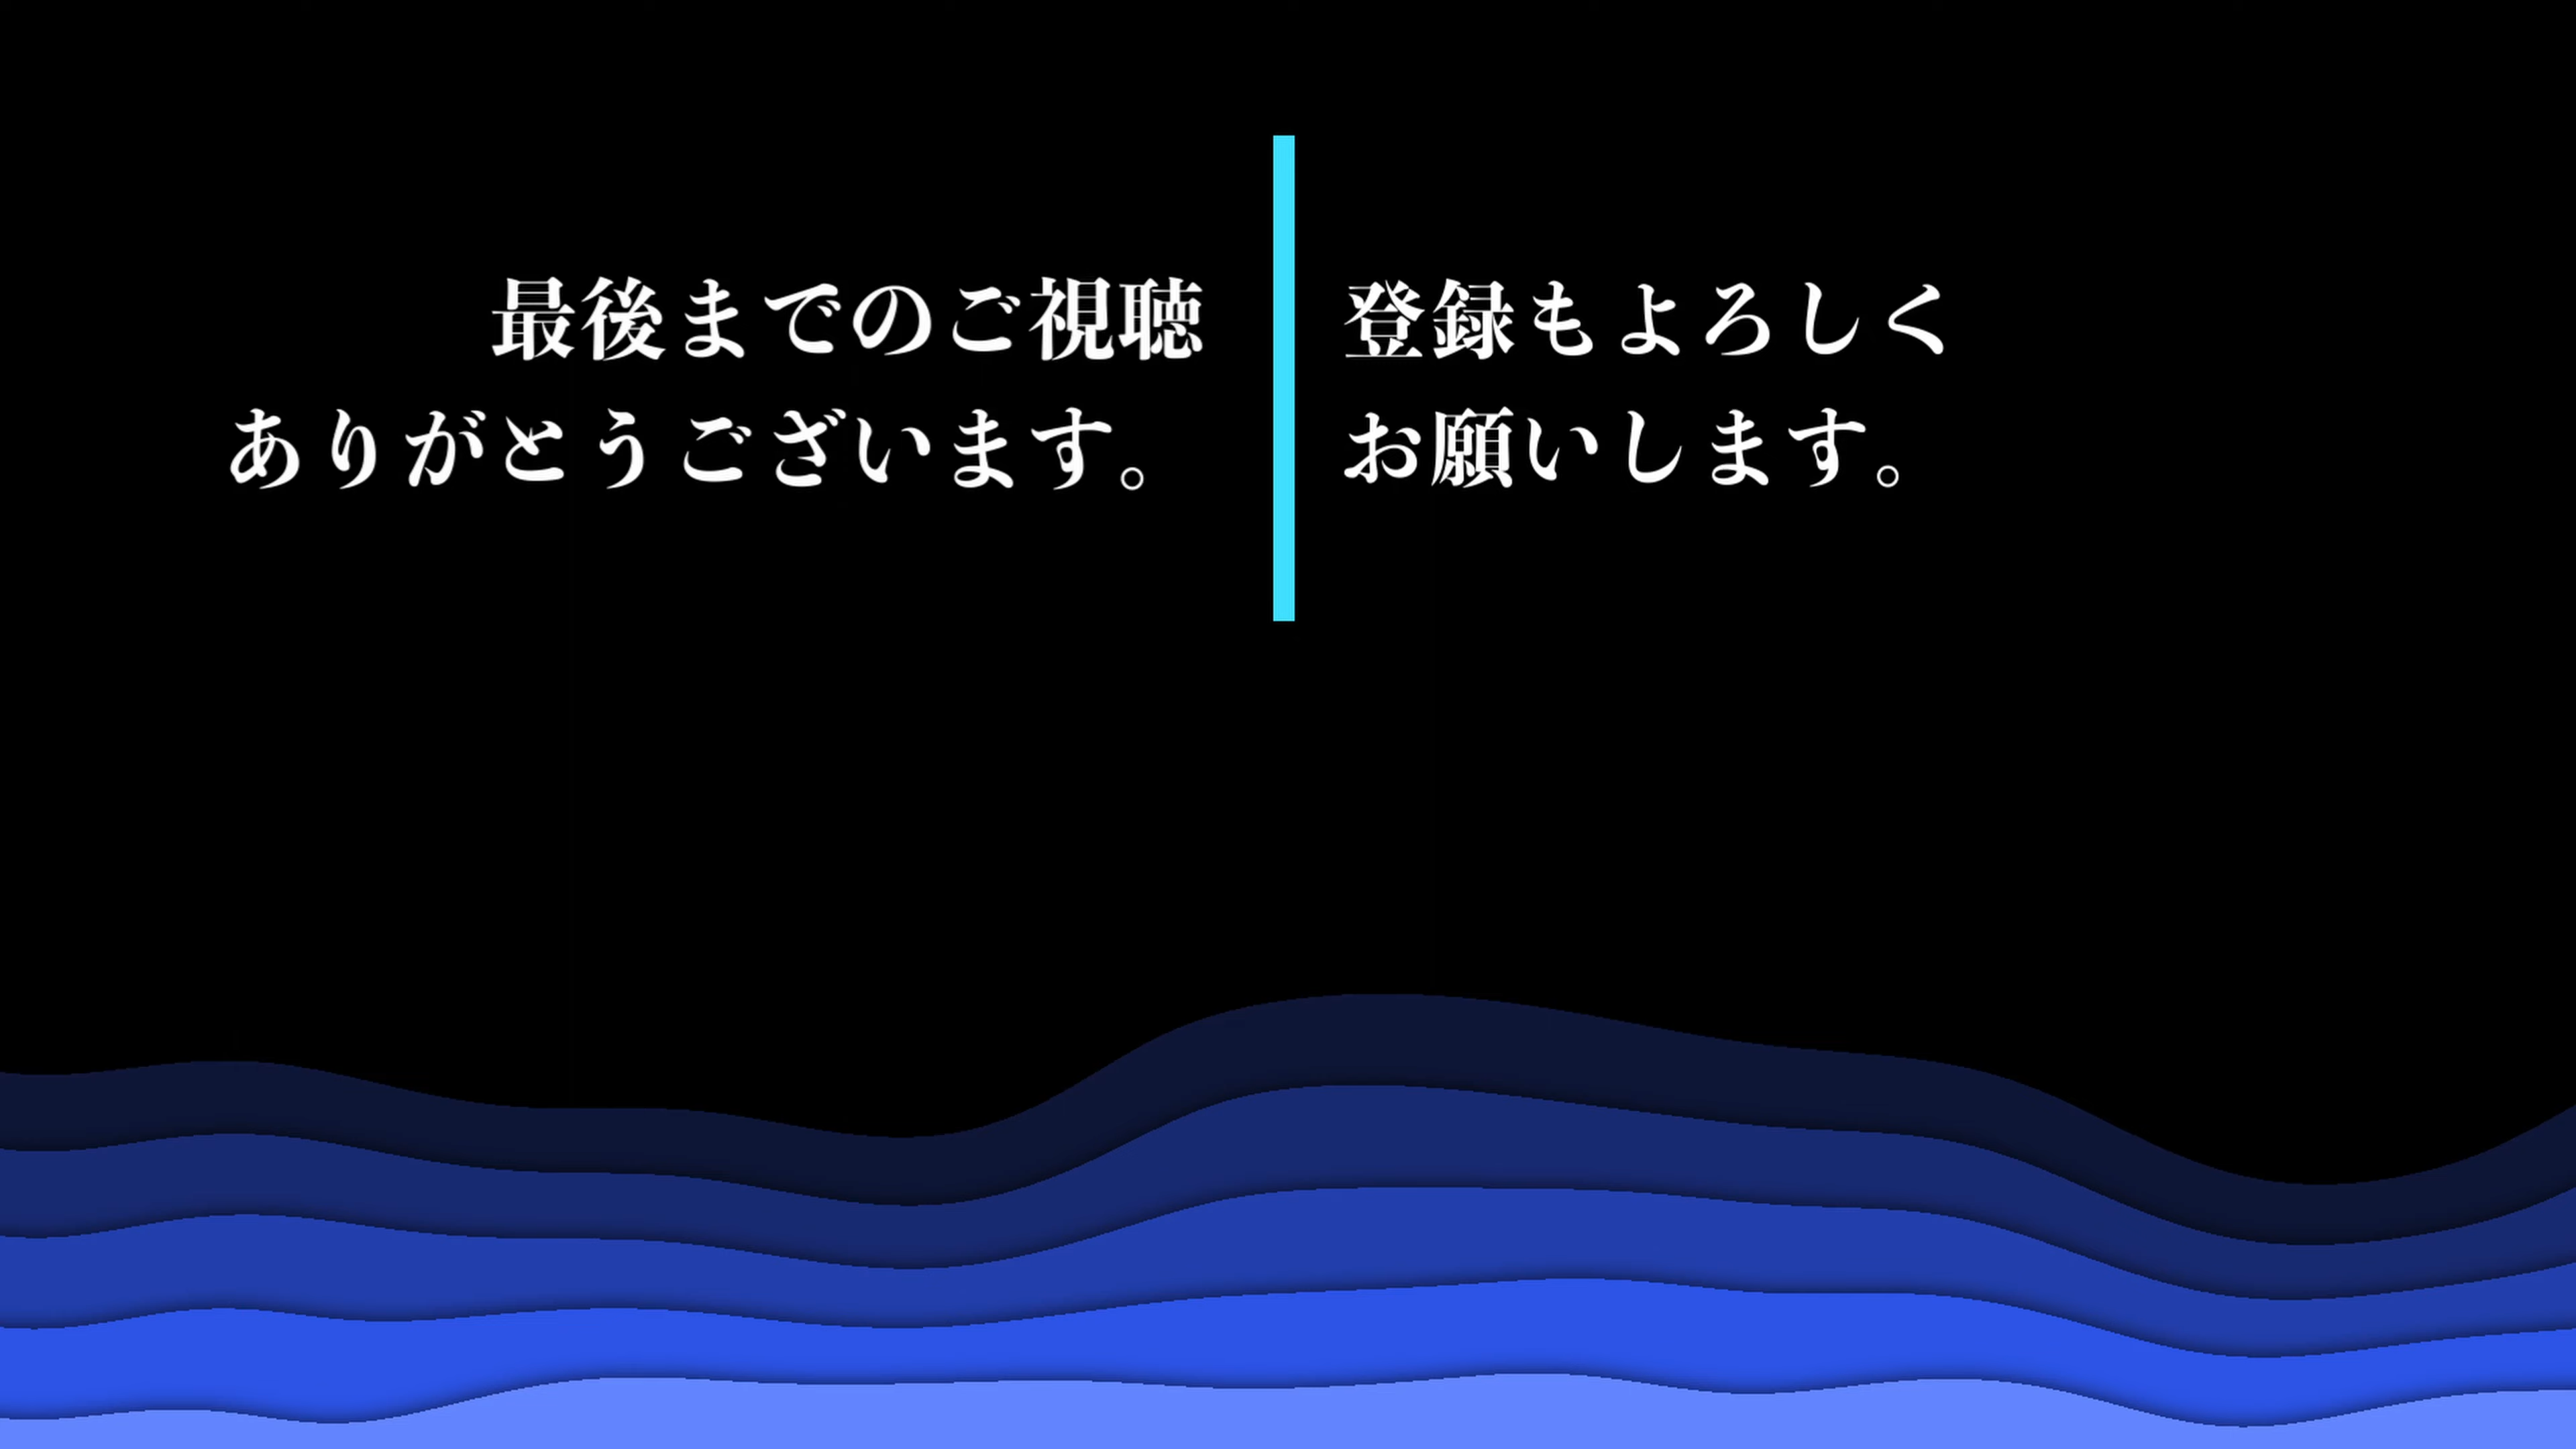 最後までのご視聴
ありがとうございます。
登録もよろしく
お願いします。